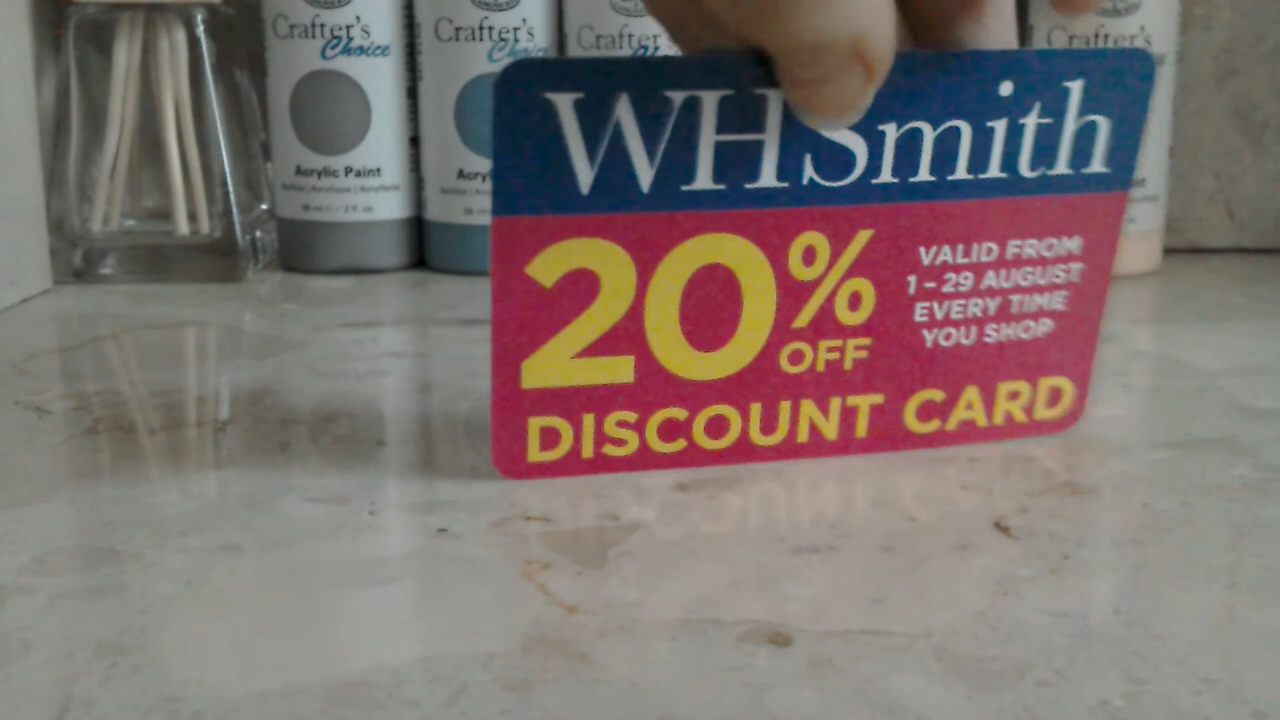 Crafter's
Choice
Acrylic Paint
Crafter's
Choice
Acryl
Crafter's
Crafter's
WHSmith
20%
OFF
VALID FROM
1 - 29 AUGUST
EVERY TIME
YOU SHOP
DISCOUNT CARD